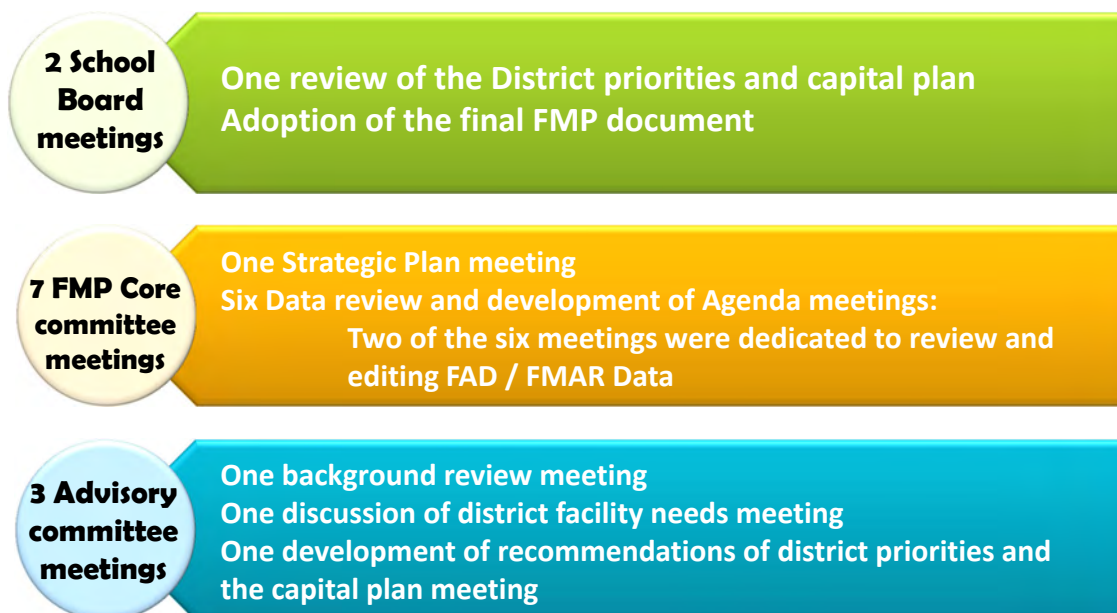 2 School
Board
meetings
One review of the District priorities and capital plan
Adoption of the final FMP document
7 FMP Core
committee
meetings
One Strategic Plan meeting
Six Data review and development of Agenda meetings:
Two of the six meetings were dedicated to review and
editing FAD / FMAR Data
3 Advisory
committee
meetings
One background review meeting
One discussion of district facility needs meeting
One development of recommendations of district priorities and
the capital plan meeting